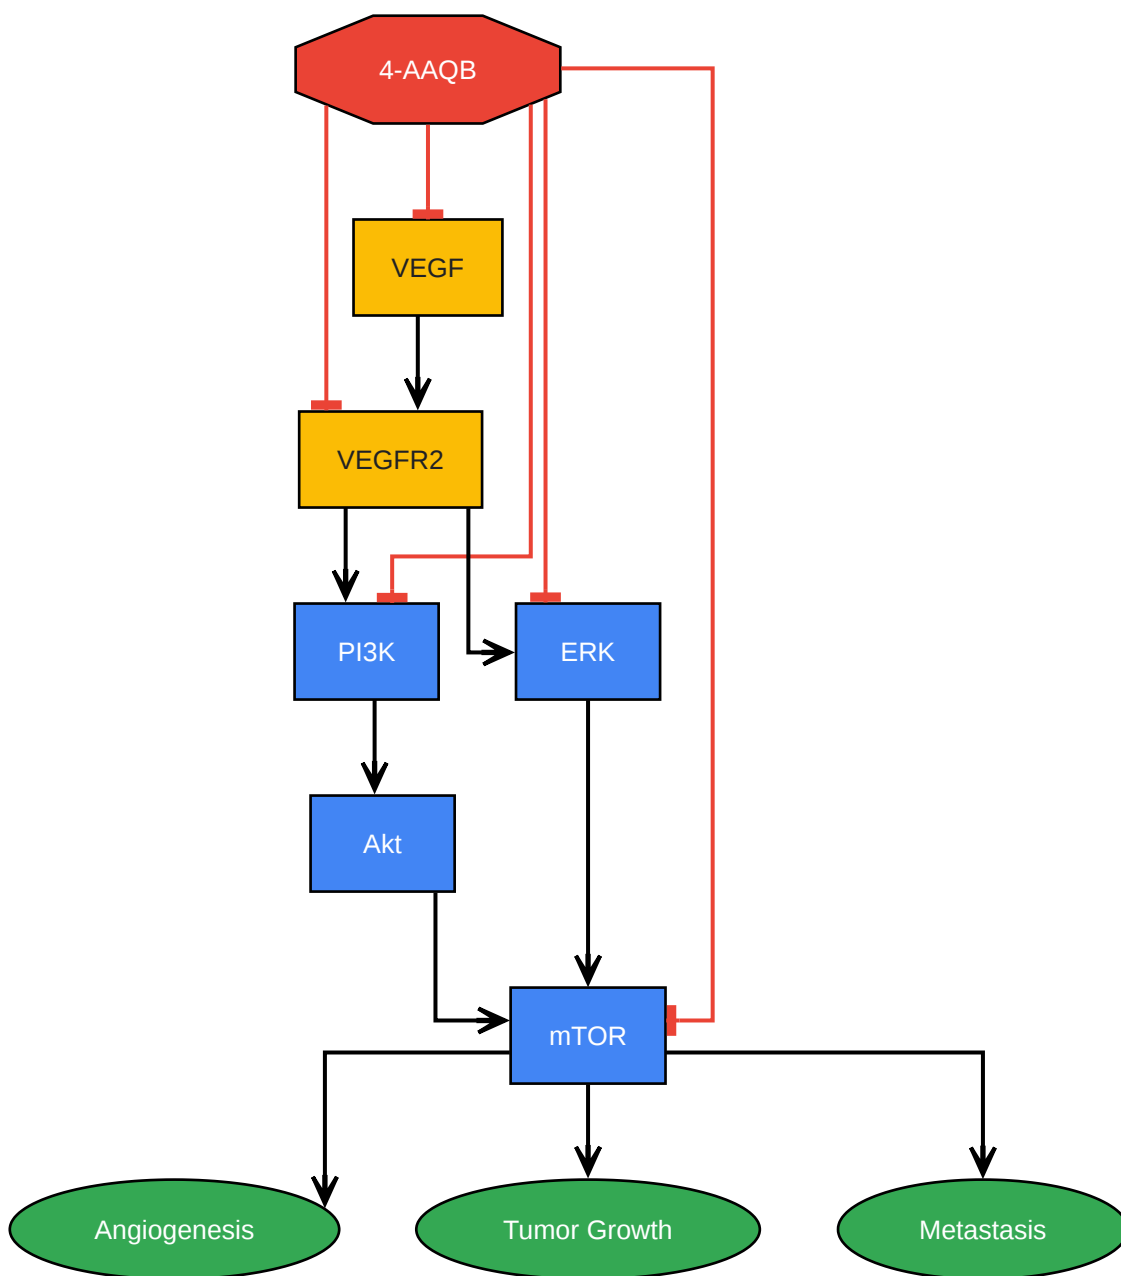 4-AAQB
VEGF
VEGFR2
PI3K
ERK
Akt
mTOR
Angiogenesis
Tumor Growth
Metastasis